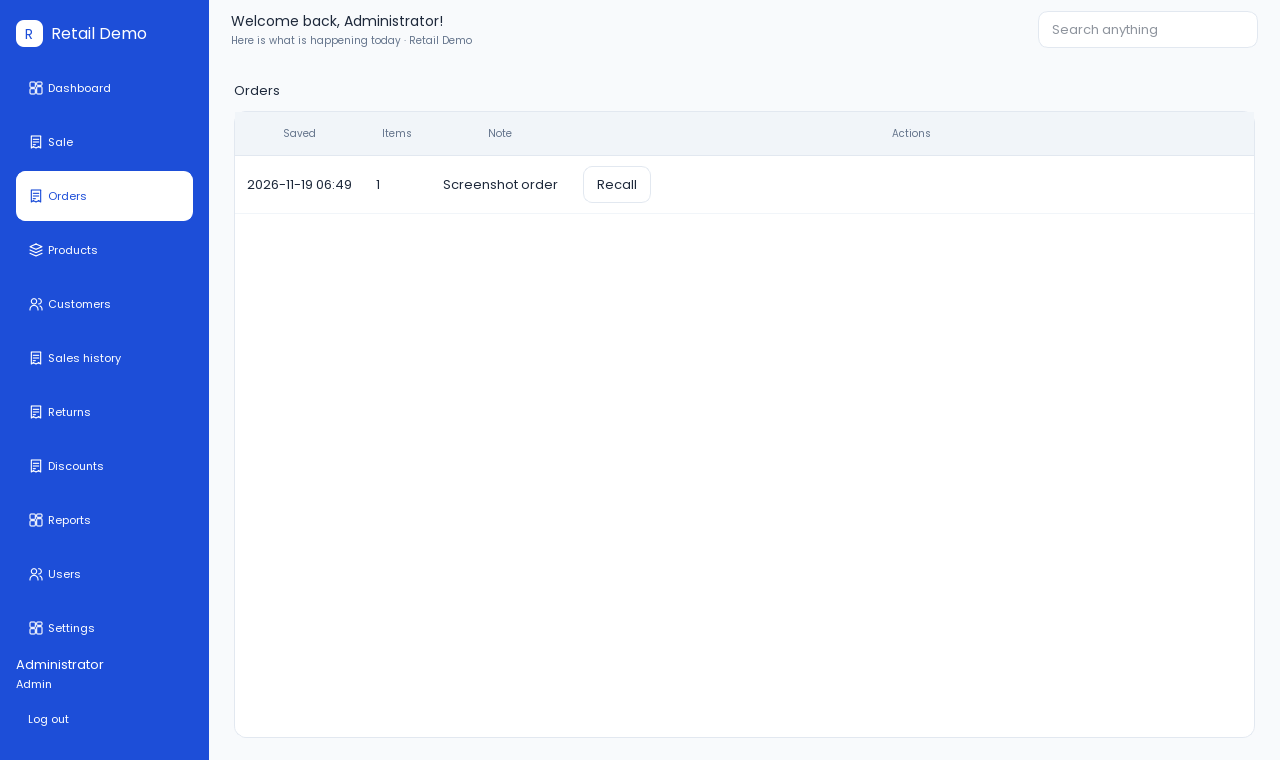 R Retail Demo
Dashboard
Sale
Orders
Products
Customers
Sales history
Returns
Discounts
Reports
Users
Settings
Administrator
Admin
Log out
Welcome back, Administrator!
Here is what is happening today · Retail Demo
Search anything
Orders
Saved Items Note Actions
2026-11-19 06:49 1 Screenshot order Recall